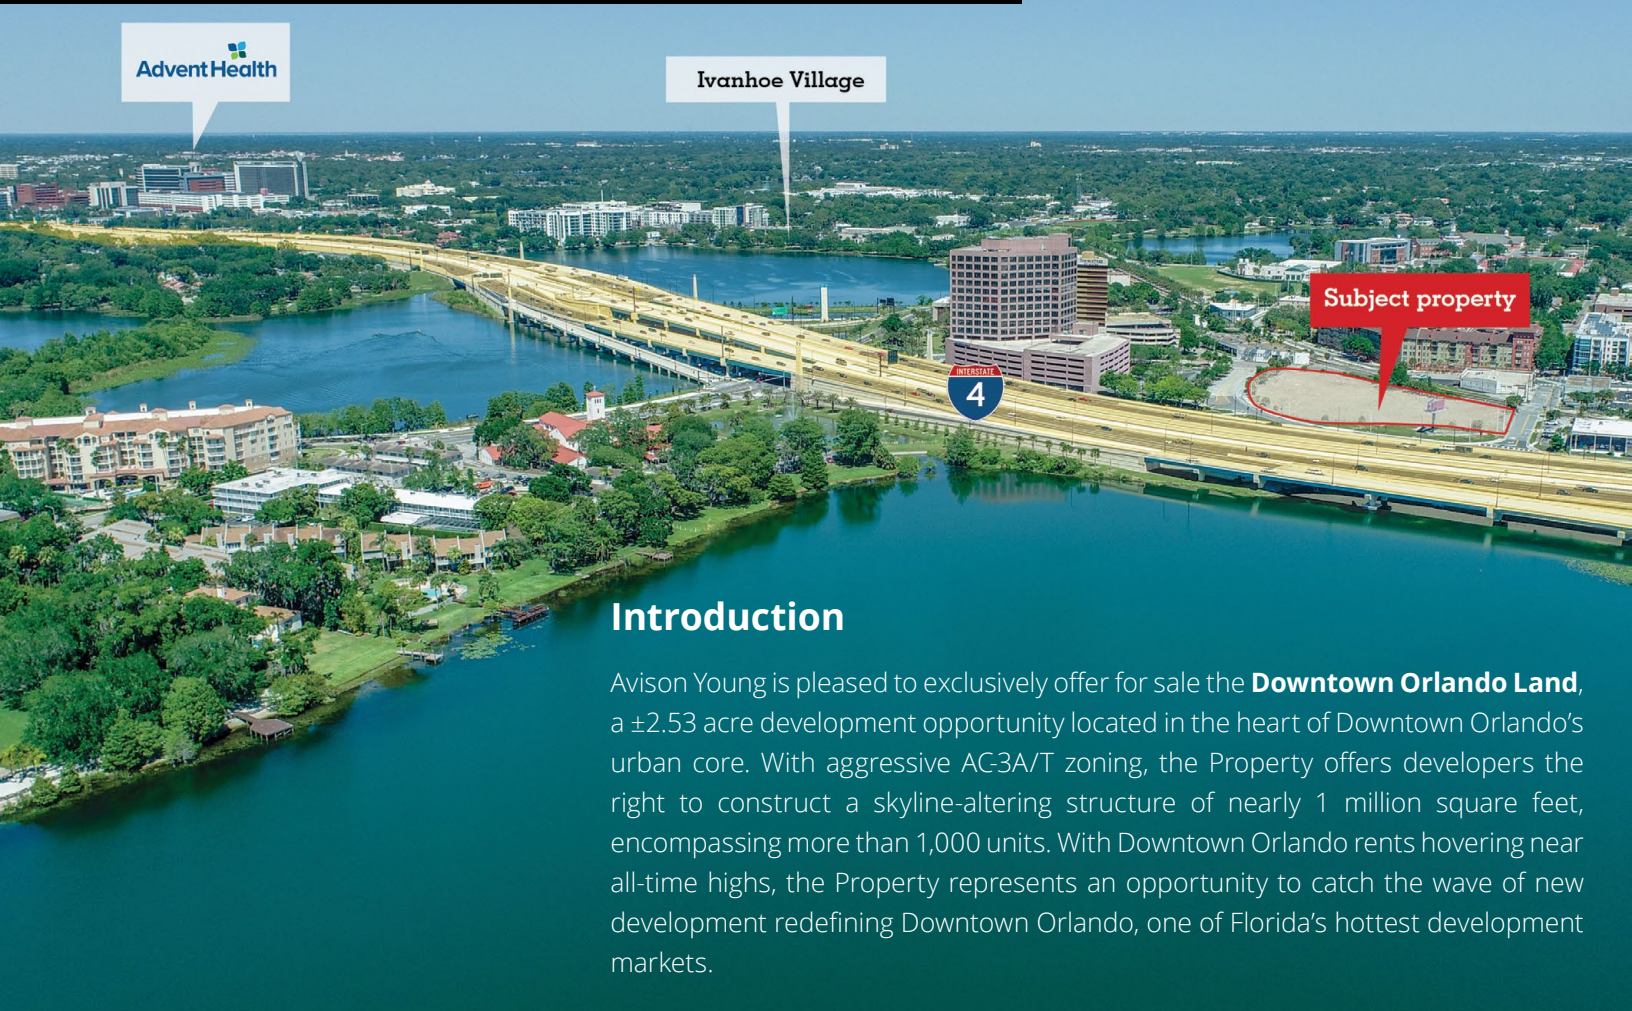 AdventHealth
Ivanhoe Village
Subject property
INTERSTATE
4
Introduction
Avison Young is pleased to exclusively offer for sale the Downtown Orlando Land,
a ±2.53 acre development opportunity located in the heart of Downtown Orlando’s
urban core. With aggressive AC-3A/T zoning, the Property offers developers the
right to construct a skyline-altering structure of nearly 1 million square feet,
encompassing more than 1,000 units. With Downtown Orlando rents hovering near
all-time highs, the Property represents an opportunity to catch the wave of new
development redefining Downtown Orlando, one of Florida’s hottest development
markets.